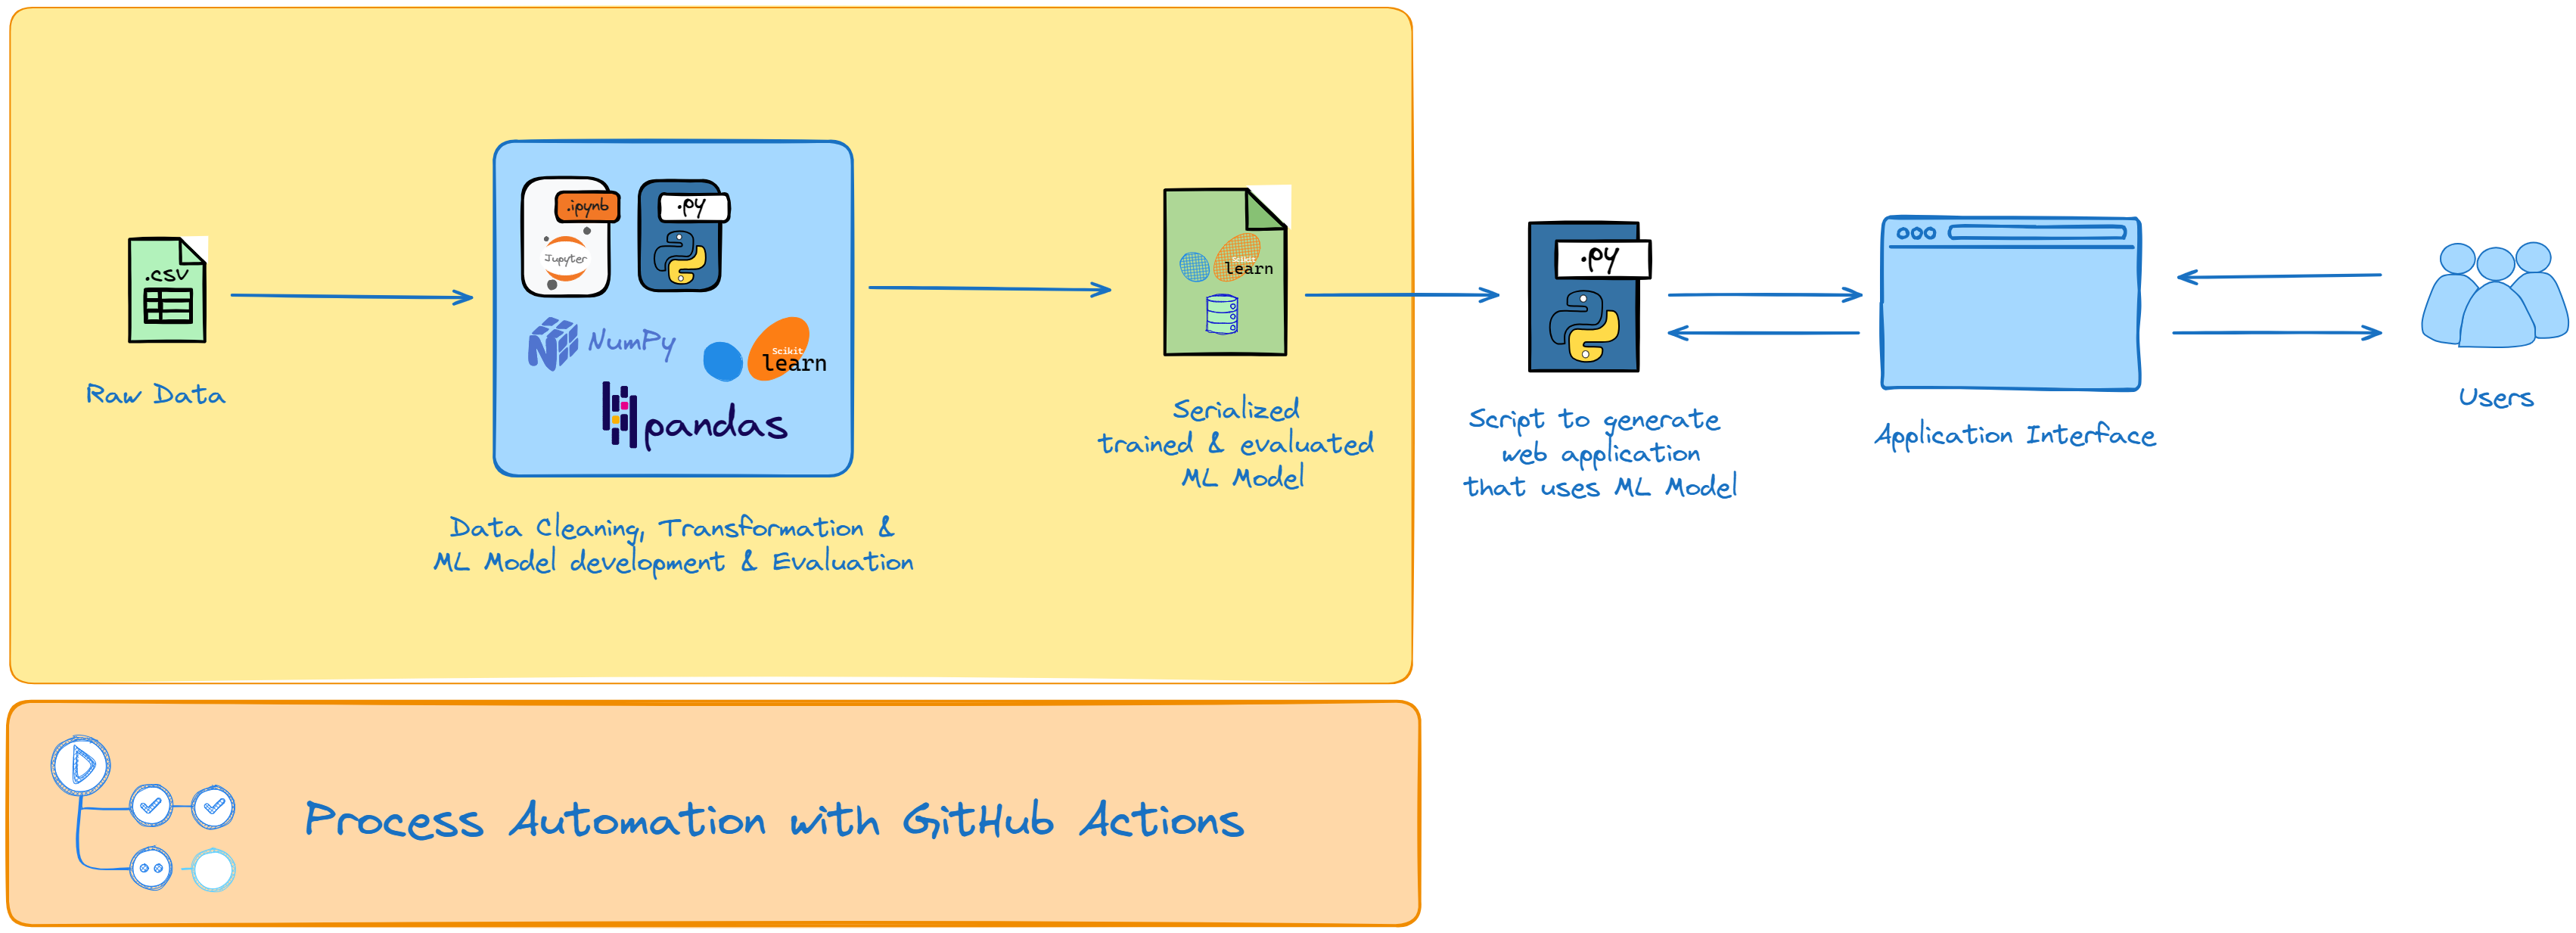 .csv
Raw Data
.ipynb
Jupyter
.py
NumPy
Scikit
learn
pandas
Data Cleaning, Transformation &
ML Model development & Evaluation
Scikit
learn
Serialized
trained & evaluated
ML Model
.py
Script to generate
web application
that uses ML Model
Application Interface
Users
Process Automation with GitHub Actions